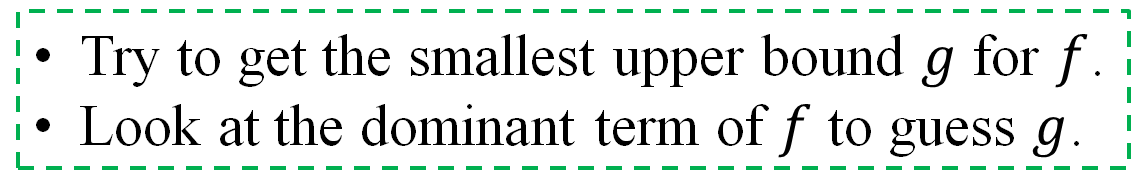 • Try to get the smallest upper bound g for f.
• Look at the dominant term of f to guess g.